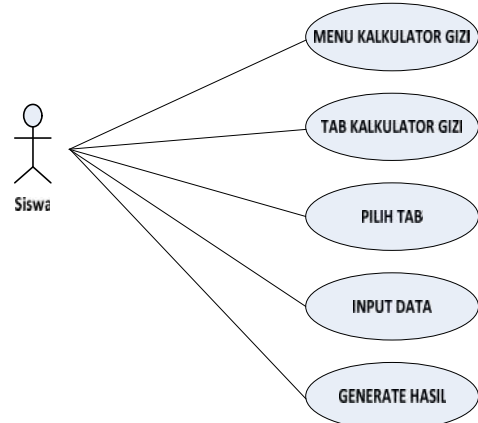 MENU KALKULATOR GIZI
TAB KALKULATOR GIZI
Siswa
PILIH TAB
INPUT DATA
GENERATE HASIL